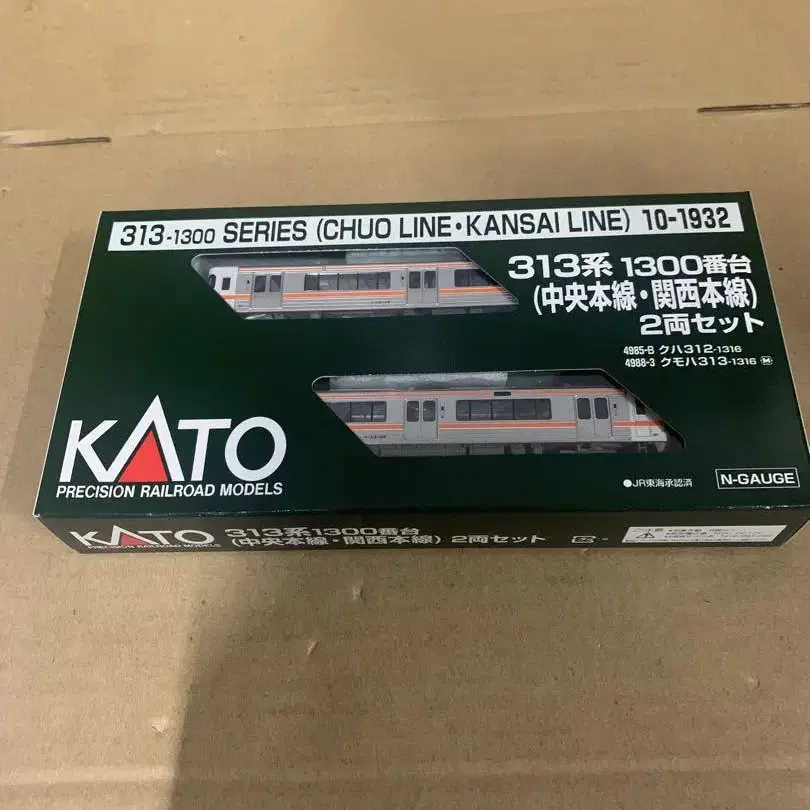 313-1300 SERIES (CHUO LINE・KANSAI LINE) 10-1932
313系 1300番台
(中央本線・関西本線)
2両セット
4985-B クハ312-1316
4988-3 クモハ313-1316 M
KATO
PRECISION RAILROAD MODELS
●JR東海承認済
N-GAUGE
KATO
PRECISION RAILROAD MODELS
313系1300番台
(中央本線・関西本線) 2両セット